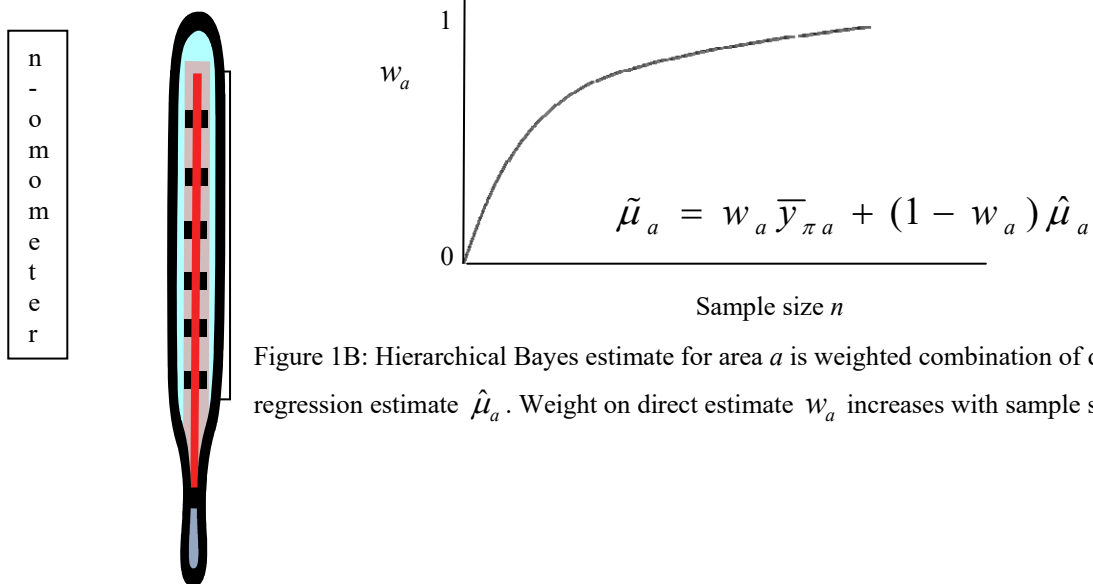 n
-
o
m
o
m
e
t
e
r
1
w_a
0
μ̃_a = w_a ȳ_πa + (1 − w_a) μ̂_a
Sample size n
Figure 1B: Hierarchical Bayes estimate for area a is weighted combination of
regression estimate μ̂_a. Weight on direct estimate w_a increases with sample